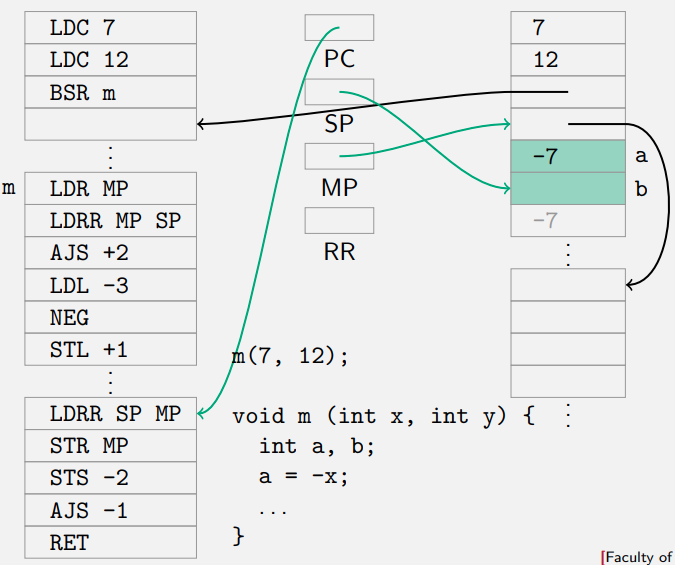 LDC 7
LDC 12
BSR m
⋮
m
LDR MP
LDRR MP SP
AJS +2
LDL -3
NEG
STL +1
⋮
LDRR SP MP
STR MP
STS -2
AJS -1
RET
PC
SP
MP
RR
m(7, 12);
void m (int x, int y) {
int a, b;
a = -x;
...
}
7
12
-7 a
b
-7
⋮
⋮
[Faculty of